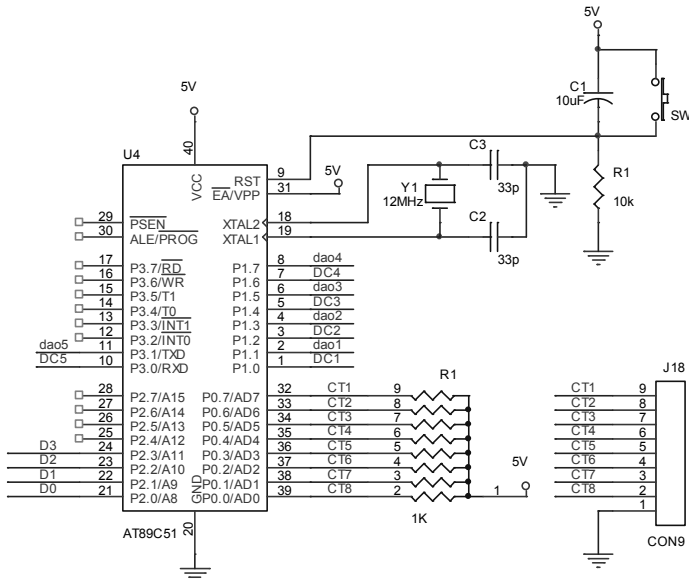 5V
C1
10uF
SW
5V
40
U4
VCC
RST
9
EA/VPP
31
5V
C3
33p
Y1
12MHz
R1
10k
29
PSEN
30
ALE/PROG
XTAL2
18
XTAL1
19
C2
33p
17
P3.7/RD
16
P3.6/WR
15
P3.5/T1
14
P3.4/T0
13
P3.3/INT1
12
P3.2/INT0
dao5
11
P3.1/TXD
DC5
10
P3.0/RXD
P1.7
8
dao4
P1.6
7
DC4
P1.5
6
dao3
P1.4
5
DC3
P1.3
4
dao2
P1.2
3
DC2
P1.1
2
dao1
P1.0
1
DC1
28
P2.7/A15
27
P2.6/A14
26
P2.5/A13
25
P2.4/A12
D3
24
P2.3/A11
D2
23
P2.2/A10
D1
22
P2.1/A9
D0
21
P2.0/A8
P0.7/AD7
32
CT1
9
P0.6/AD6
33
CT2
8
P0.5/AD5
34
CT3
7
P0.4/AD4
35
CT4
6
P0.3/AD3
36
CT5
5
P0.2/AD2
37
CT6
4
P0.1/AD1
38
CT7
3
P0.0/AD0
39
CT8
2
R1
1K
1
5V
GND
20
AT89C51
J18
CT1
9
CT2
8
CT3
7
CT4
6
CT5
5
CT6
4
CT7
3
CT8
2
1
CON9